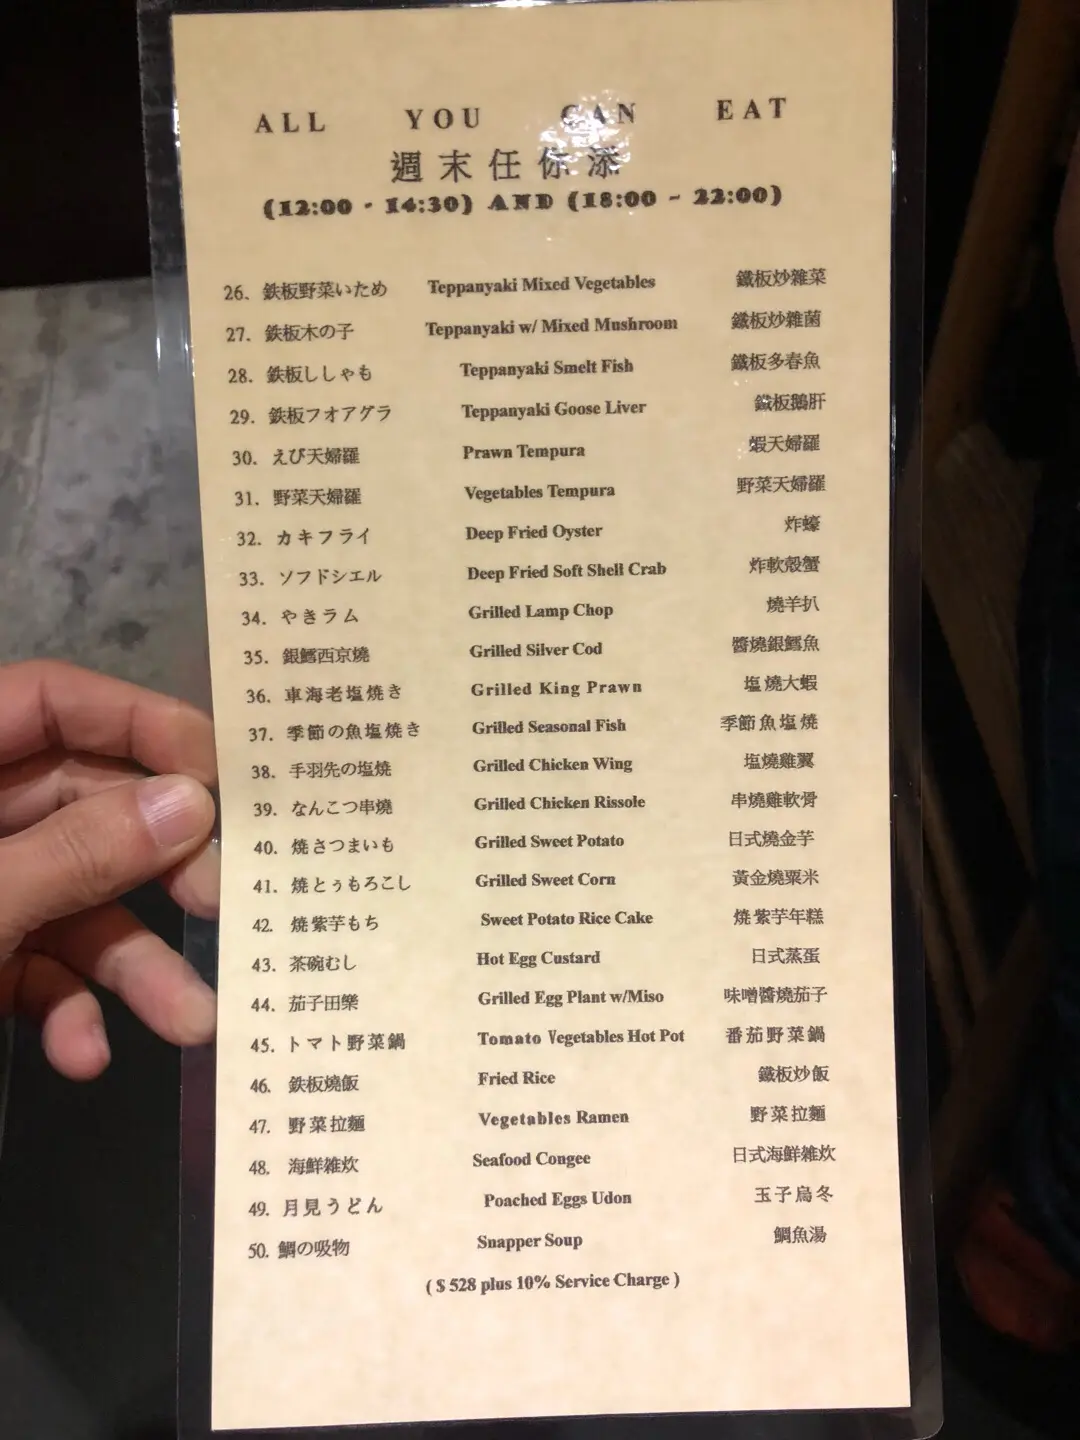 ALL YOU CAN EAT
週末任你添
(12:00 - 14:30) AND (18:00 ~ 22:00)
26. 鉄板野菜いため Teppanyaki Mixed Vegetables 鐵板炒雜菜
27. 鉄板木の子 Teppanyaki w/ Mixed Mushroom 鐵板炒雜菌
28. 鉄板ししゃも Teppanyaki Smelt Fish 鐵板多春魚
29. 鉄板フオアグラ Teppanyaki Goose Liver 鐵板鵝肝
30. えび天婦羅 Prawn Tempura 蝦天婦羅
31. 野菜天婦羅 Vegetables Tempura 野菜天婦羅
32. カキフライ Deep Fried Oyster 炸蠔
33. ソフドシエル Deep Fried Soft Shell Crab 炸軟殼蟹
34. やきラム Grilled Lamp Chop 燒羊扒
35. 銀鱈西京燒 Grilled Silver Cod 醬燒銀鱈魚
36. 車海老塩焼き Grilled King Prawn 塩燒大蝦
37. 季節の魚塩焼き Grilled Seasonal Fish 季節魚塩燒
38. 手羽先の塩焼 Grilled Chicken Wing 塩燒雞翼
39. なんこつ串燒 Grilled Chicken Rissole 串燒雞軟骨
40. 焼さつまいも Grilled Sweet Potato 日式燒金芋
41. 焼とぅもろこし Grilled Sweet Corn 黃金燒粟米
42. 焼紫芋もち Sweet Potato Rice Cake 焼紫芋年糕
43. 茶碗むし Hot Egg Custard 日式蒸蛋
44. 茄子田樂 Grilled Egg Plant w/Miso 味噌醬燒茄子
45. トマト野菜鍋 Tomato Vegetables Hot Pot 番茄野菜鍋
46. 鉄板燒飯 Fried Rice 鐵板炒飯
47. 野菜拉麵 Vegetables Ramen 野菜拉麵
48. 海鮮雑炊 Seafood Congee 日式海鮮雑炊
49. 月見うどん Poached Eggs Udon 玉子烏冬
50. 鯛の吸物 Snapper Soup 鯛魚湯
( $ 528 plus 10% Service Charge )